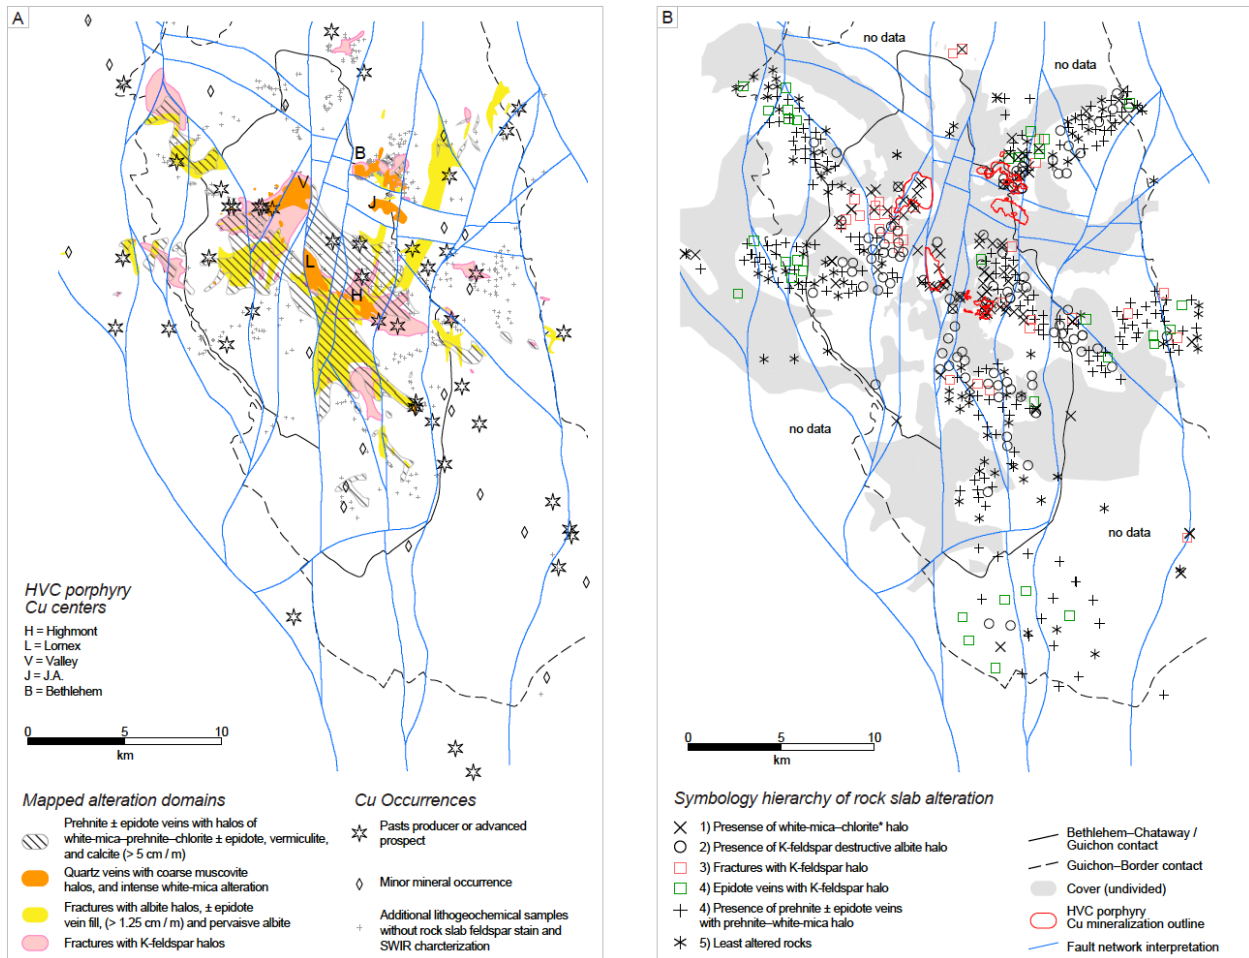 A
B
V
J
L
H
HVC porphyry
Cu centers
H = Highmont
L = Lornex
V = Valley
J = J.A.
B = Bethlehem
0
5
10
km
Mapped alteration domains
Prehnite ± epidote veins with halos of
white-mica–prehnite–chlorite ± epidote, vermiculite,
and calcite (> 5 cm / m)
Quartz veins with coarse muscovite
halos, and intense white-mica alteration
Fractures with albite halos, ± epidote
vein fill, (> 1.25 cm / m) and pervaisve albite
Fractures with K-feldspar halos
Cu Occurrences
Pasts producer or advanced
prospect
Minor mineral occurrence
Additional lithogeochemical samples
without rock slab feldspar stain and
SWIR charcterization
B
no data
no data
no data
no data
0
5
10
km
Symbology hierarchy of rock slab alteration
1) Presense of white-mica–chlorite* halo
2) Presence of K-feldspar destructive albite halo
3) Fractures with K-feldspar halo
4) Epidote veins with K-feldspar halo
4) Presence of prehnite ± epidote veins
with prehnite–white-mica halo
5) Least altered rocks
Bethlehem–Chataway /
Guichon contact
Guichon–Border contact
Cover (undivided)
HVC porphyry
Cu mineralization outline
Fault network interpretation